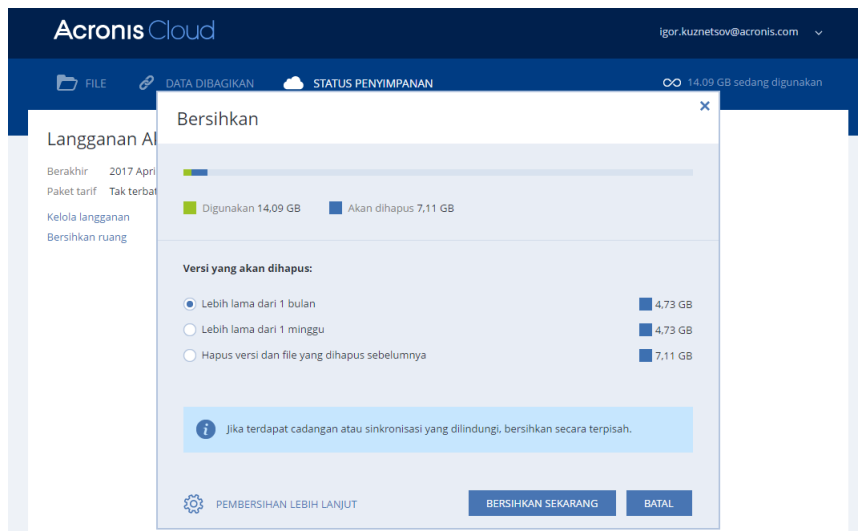 Acronis Cloud
igor.kuznetsov@acronis.com
FILE
DATA DIBAGIKAN
STATUS PENYIMPANAN
14.09 GB sedang digunakan
Bersihkan
Langganan Al
Berakhir 2017 Apri
Paket tarif Tak terbat
Kelola langganan
Bersihkan ruang
Digunakan 14,09 GB
Akan dihapus 7,11 GB
Versi yang akan dihapus:
Lebih lama dari 1 bulan 4,73 GB
Lebih lama dari 1 minggu 4,73 GB
Hapus versi dan file yang dihapus sebelumnya 7,11 GB
Jika terdapat cadangan atau sinkronisasi yang dilindungi, bersihkan secara terpisah.
PEMBERSIHAN LEBIH LANJUT
BERSIHKAN SEKARANG
BATAL